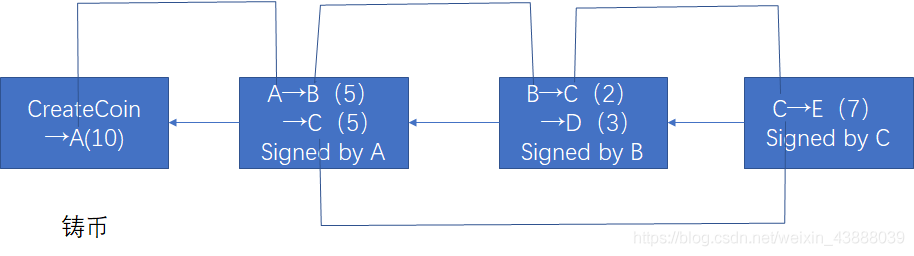 CreateCoin
→A(10)
A→B（5）
→C（5）
Signed by A
B→C（2）
→D（3）
Signed by B
C→E（7）
Signed by C
铸币
https://blog.csdn.net/weixin_43888039